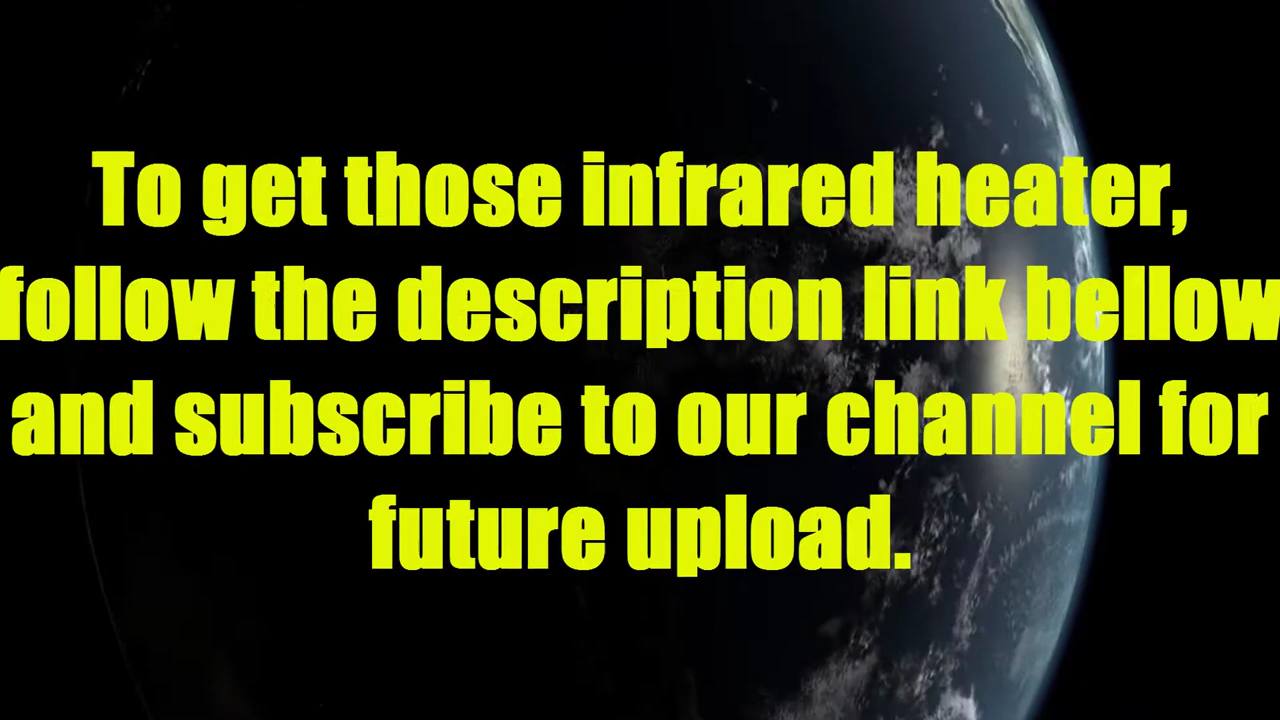 To get those infrared heater,
follow the description link bellow
and subscribe to our channel for
future upload.